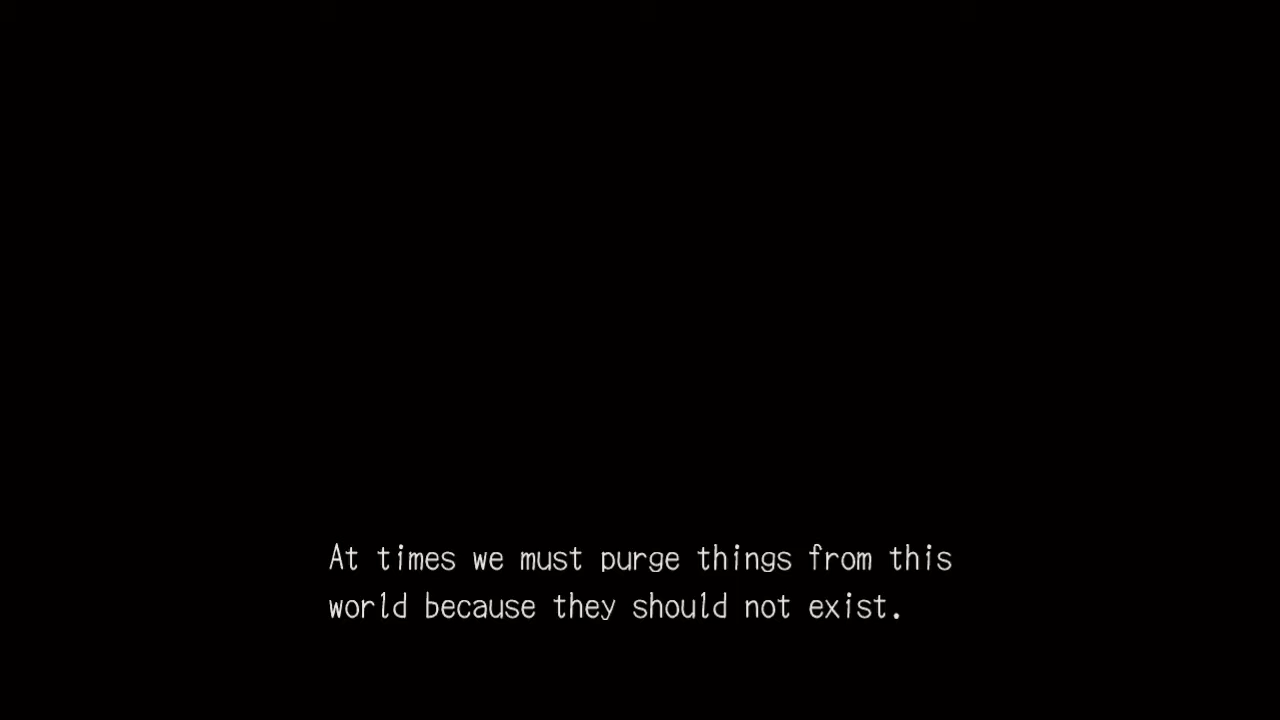 At times we must purge things from this
world because they should not exist.